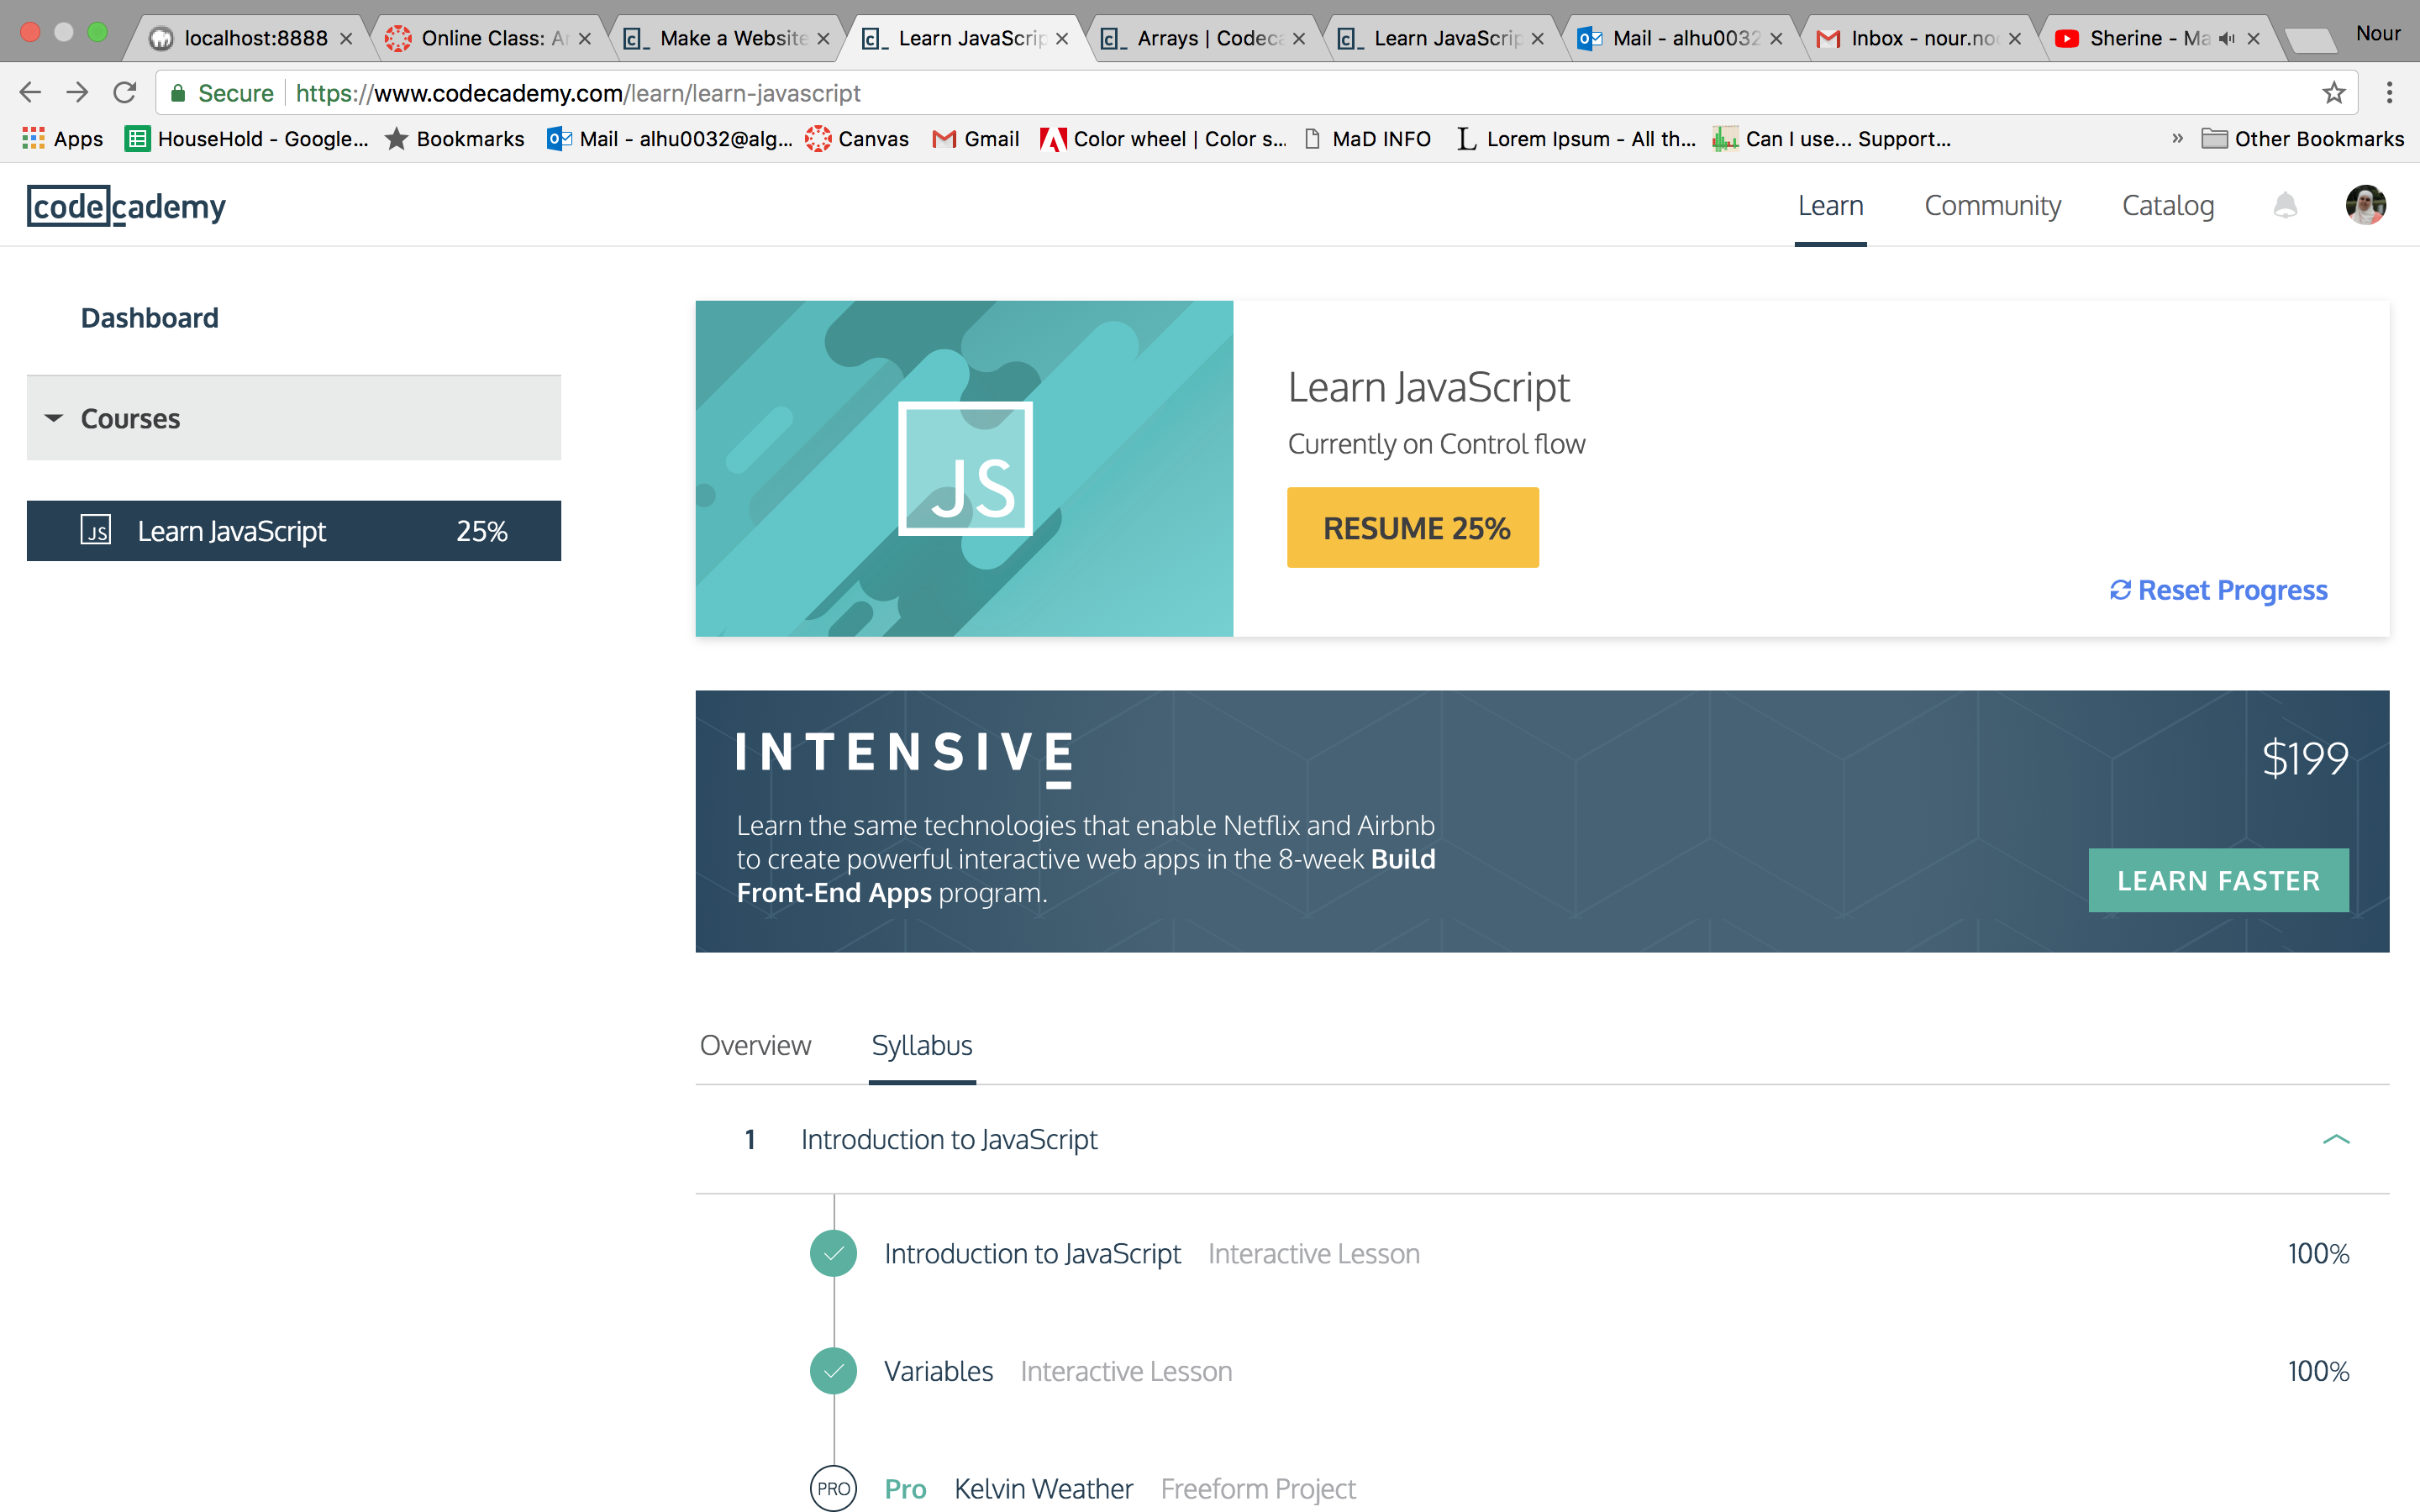 localhost:8888
Online Class: A
Make a Website
Learn JavaScrip
Arrays | Codeca
Learn JavaScrip
Mail - alhu0032
Inbox - nour.noo
Sherine - Ma
Nour
Secure https://www.codecademy.com/learn/learn-javascript
Apps HouseHold - Google... Bookmarks Mail - alhu0032@alg... Canvas Gmail Color wheel | Color s... MaD INFO Lorem Ipsum - All th... Can I use... Support... » Other Bookmarks
codecademy
Learn Community Catalog
Dashboard
Courses
JS Learn JavaScript 25%
JS
Learn JavaScript
Currently on Control flow
RESUME 25%
Reset Progress
INTENSIVE
$199
Learn the same technologies that enable Netflix and Airbnb
to create powerful interactive web apps in the 8-week Build
Front-End Apps program.
LEARN FASTER
Overview Syllabus
1 Introduction to JavaScript
Introduction to JavaScript Interactive Lesson 100%
Variables Interactive Lesson 100%
PRO Pro Kelvin Weather Freeform Project